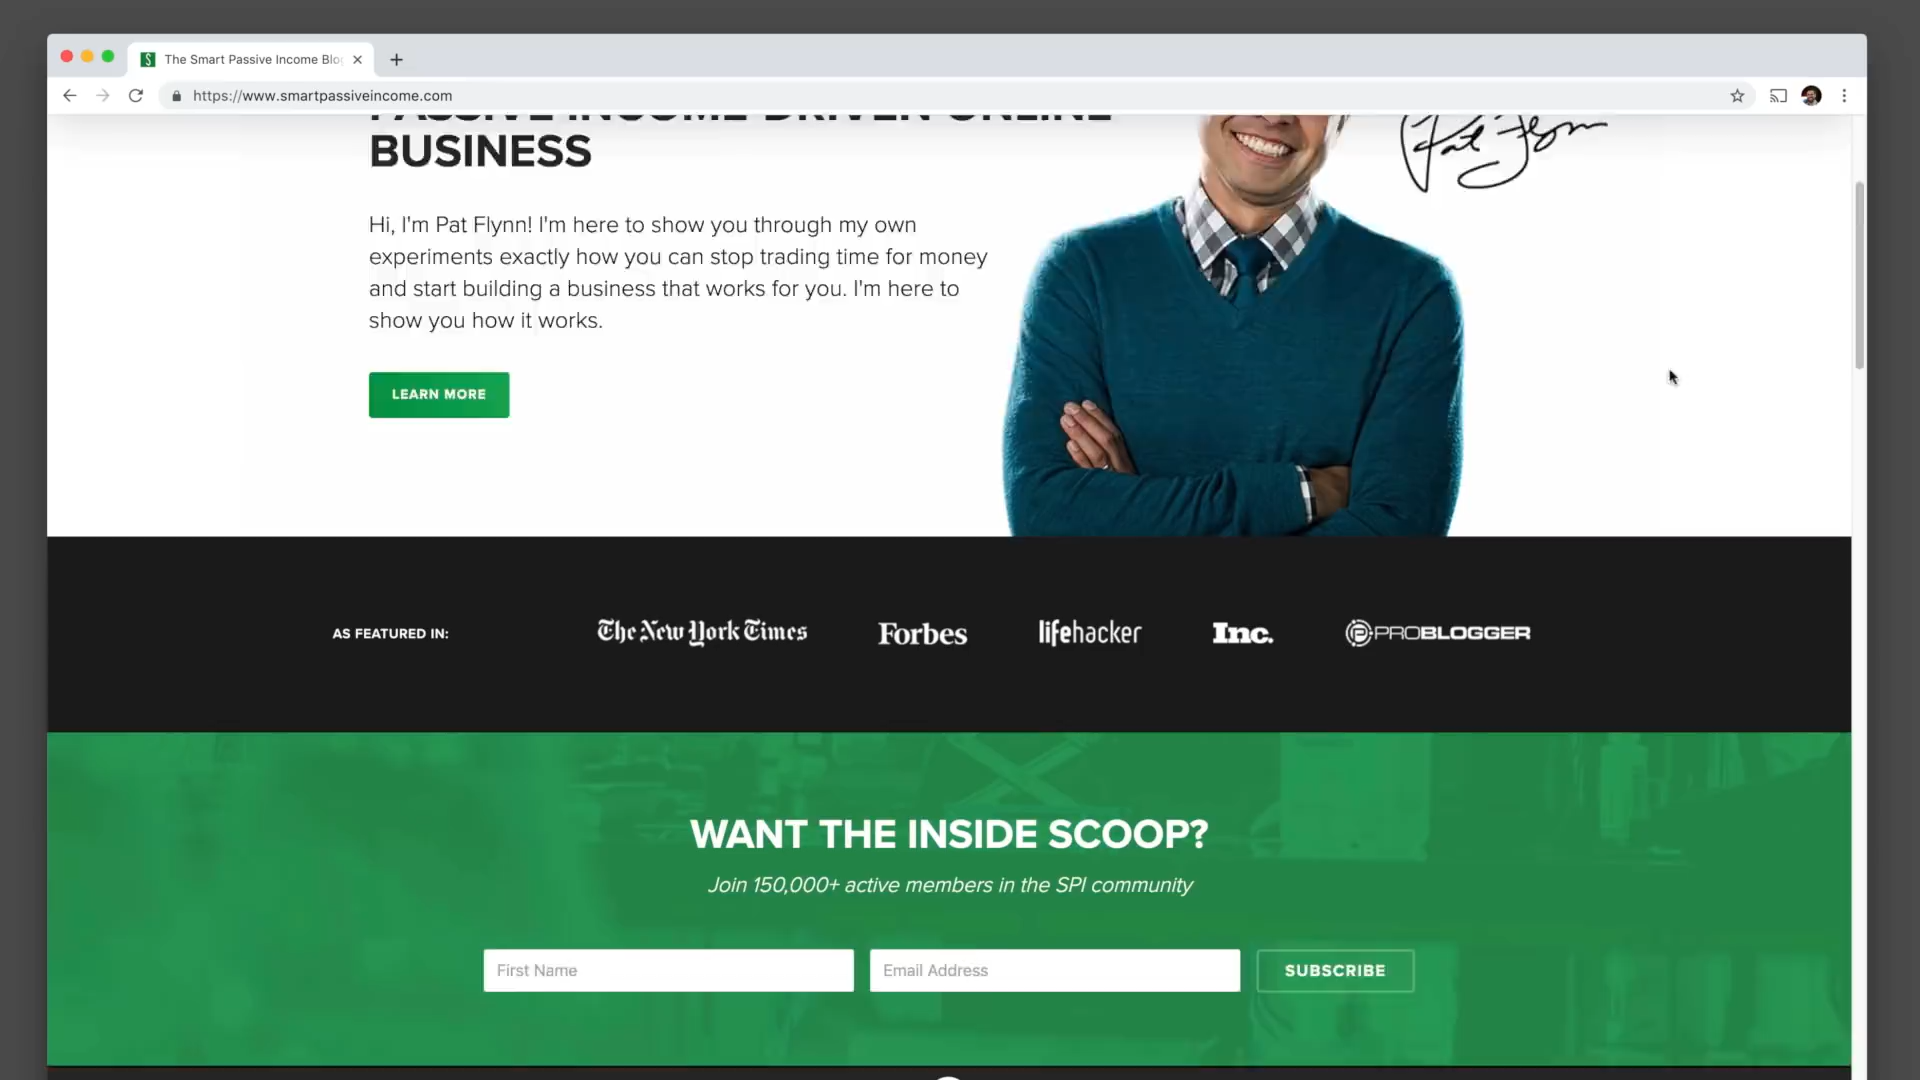 The Smart Passive Income Blo
https://www.smartpassiveincome.com
PASSIVE INCOME DRIVEN ONLINE
BUSINESS
Pat Flynn
Hi, I'm Pat Flynn! I'm here to show you through my own
experiments exactly how you can stop trading time for money
and start building a business that works for you. I'm here to
show you how it works.
LEARN MORE
AS FEATURED IN:
The New York Times
Forbes
lifehacker
Inc.
PROBLOGGER
WANT THE INSIDE SCOOP?
Join 150,000+ active members in the SPI community
First Name
Email Address
SUBSCRIBE